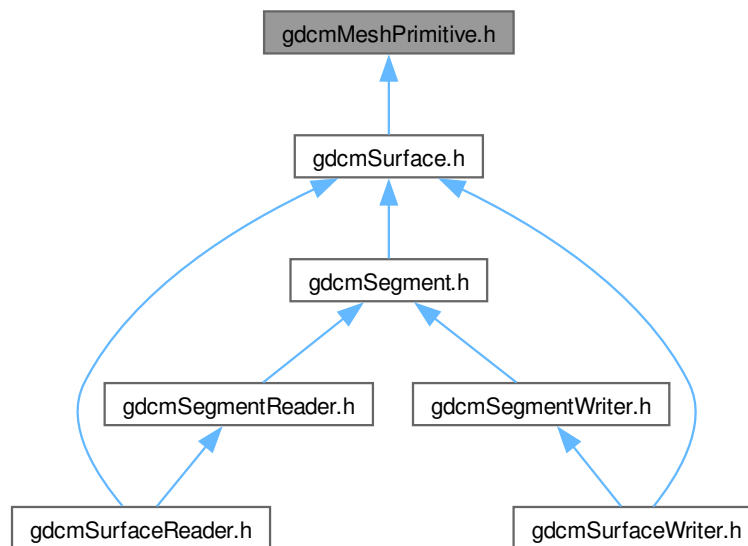 gdcmMeshPrimitive.h
gdcmSurface.h
gdcmSegment.h
gdcmSegmentReader.h
gdcmSegmentWriter.h
gdcmSurfaceReader.h
gdcmSurfaceWriter.h